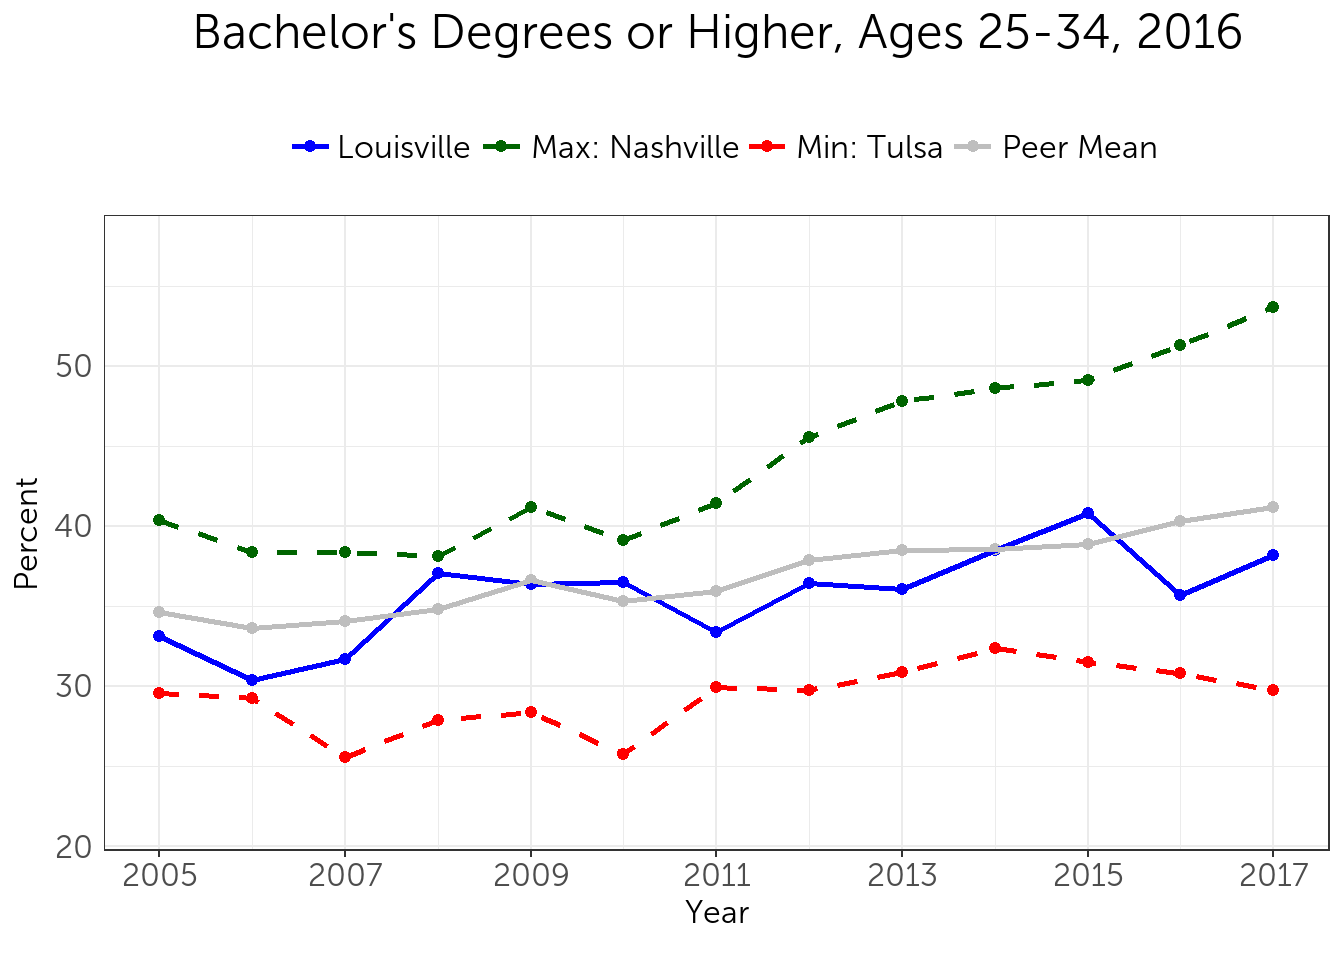 Bachelor's Degrees or Higher, Ages 25-34, 2016
Louisville Max: Nashville Min: Tulsa Peer Mean
Percent
50
40
30
20
2005 2007 2009 2011 2013 2015 2017
Year